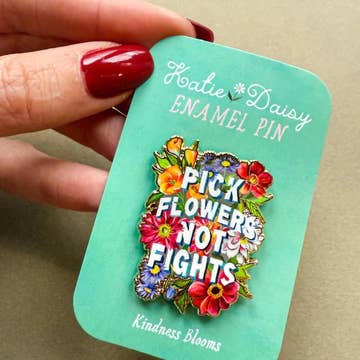 Katie Daisy
ENAMEL PIN
PICK
FLOWERS
NOT
FIGHTS
Kindness Blooms